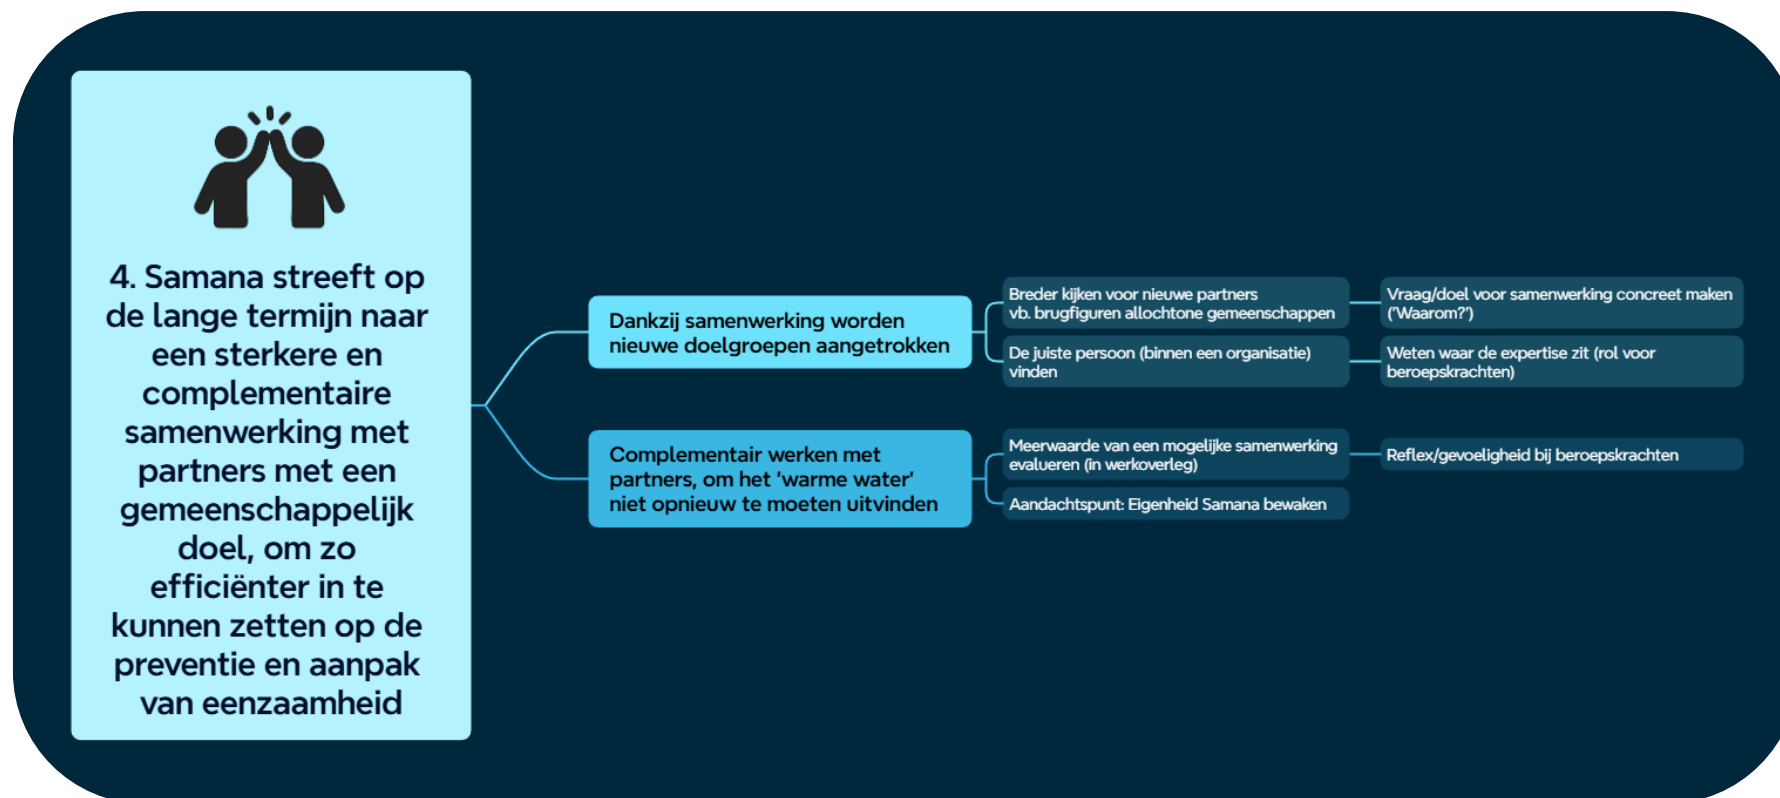 4. Samana streeft op
de lange termijn naar
een sterkere en
complementaire
samenwerking met
partners met een
gemeenschappelijk
doel, om zo
efficiënter in te
kunnen zetten op de
preventie en aanpak
van eenzaamheid
Dankzij samenwerking worden
nieuwe doelgroepen aangetrokken
Breder kijken voor nieuwe partners
vb. brugfiguren allochtone gemeenschappen
Vraag/doel voor samenwerking concreet maken
('Waarom?')
De juiste persoon (binnen een organisatie)
vinden
Weten waar de expertise zit (rol voor
beroepskrachten)
Complementair werken met
partners, om het 'warme water'
niet opnieuw te moeten uitvinden
Meerwaarde van een mogelijke samenwerking
evalueren (in werkoverleg)
Reflex/gevoeligheid bij beroepskrachten
Aandachtspunt: Eigenheid Samana bewaken